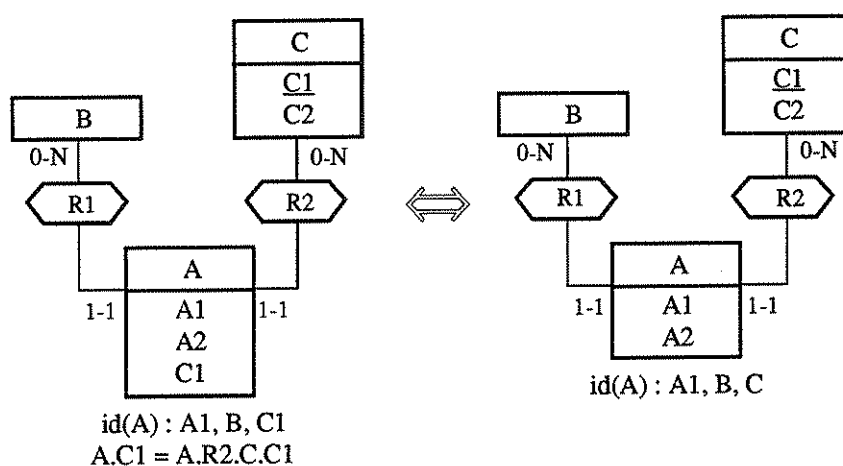 C
C1
C2
B
0-N
0-N
R1
R2
A
1-1
1-1
A1
A2
C1
id(A) : A1, B, C1
A.C1 = A.R2.C.C1
C
C1
C2
B
0-N
0-N
R1
R2
A
1-1
1-1
A1
A2
id(A) : A1, B, C